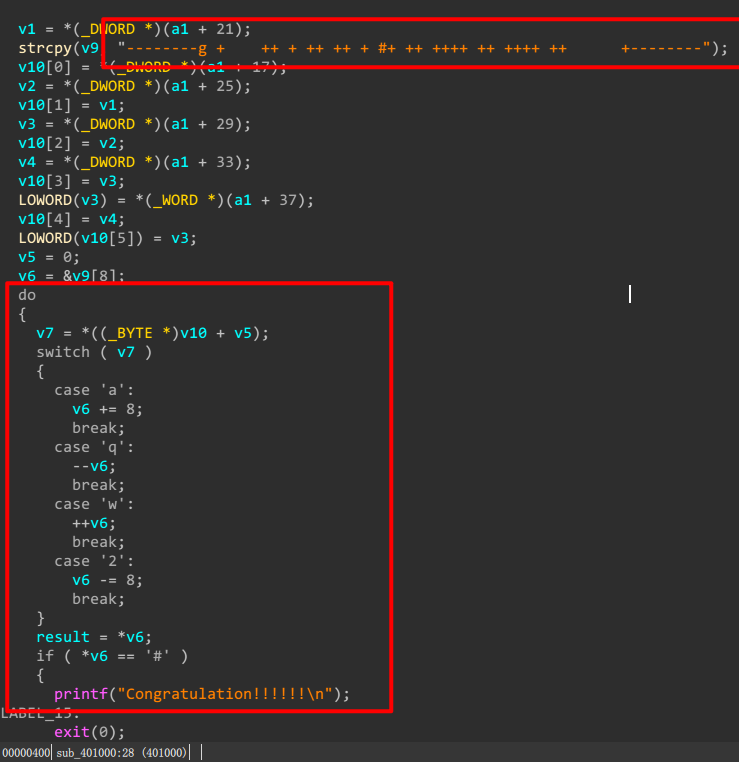 v1 = *(_DWORD *)(a1 + 21);
strcpy(v9 "--------g +    ++ + ++ ++ + #+ ++ ++++ ++ ++++ ++      +--------");
v10[0] = *(_DWORD *)(a1 + 17);
v2 = *(_DWORD *)(a1 + 25);
v10[1] = v1;
v3 = *(_DWORD *)(a1 + 29);
v10[2] = v2;
v4 = *(_DWORD *)(a1 + 33);
v10[3] = v3;
LOWORD(v3) = *(_WORD *)(a1 + 37);
v10[4] = v4;
LOWORD(v10[5]) = v3;
v5 = 0;
v6 = &v9[8];
do
{
v7 = *((_BYTE *)v10 + v5);
switch ( v7 )
{
case 'a':
v6 += 8;
break;
case 'q':
--v6;
break;
case 'w':
++v6;
break;
case '2':
v6 -= 8;
break;
}
result = *v6;
if ( *v6 == '#' )
{
printf("Congratulation!!!!!!\n");
LABEL_15:
exit(0);
00000400 sub_401000:28 (401000)